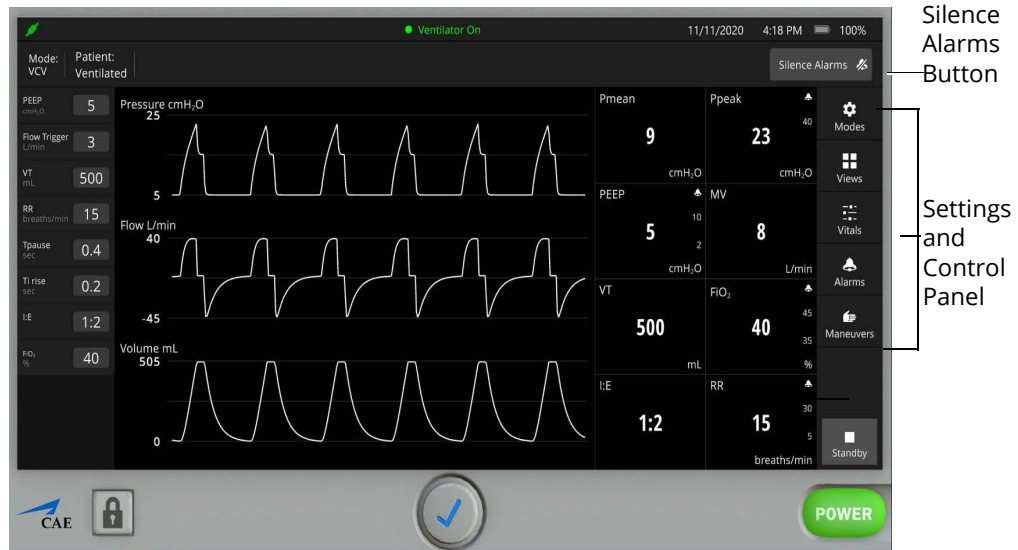 Ventilator On
11/11/2020 4:18 PM 100%
Mode:
VCV
Patient:
Ventilated
Silence Alarms
Silence
Alarms
Button
PEEP
cmH₂O
5
Flow Trigger
L/min
3
VT
mL
500
RR
breaths/min
15
Tpause
sec
0.4
Ti rise
sec
0.2
I:E
1:2
FiO₂
%
40
Pressure cmH₂O
25
5
Flow L/min
40
-45
Volume mL
505
0
Pmean
9
cmH₂O
Ppeak
40
23
cmH₂O
PEEP
10
5
2
cmH₂O
MV
8
L/min
VT
500
mL
FiO₂
45
40
35
%
I:E
1:2
RR
30
15
5
breaths/min
Modes
Views
Vitals
Alarms
Maneuvers
Standby
Settings
and
Control
Panel
CAE
POWER